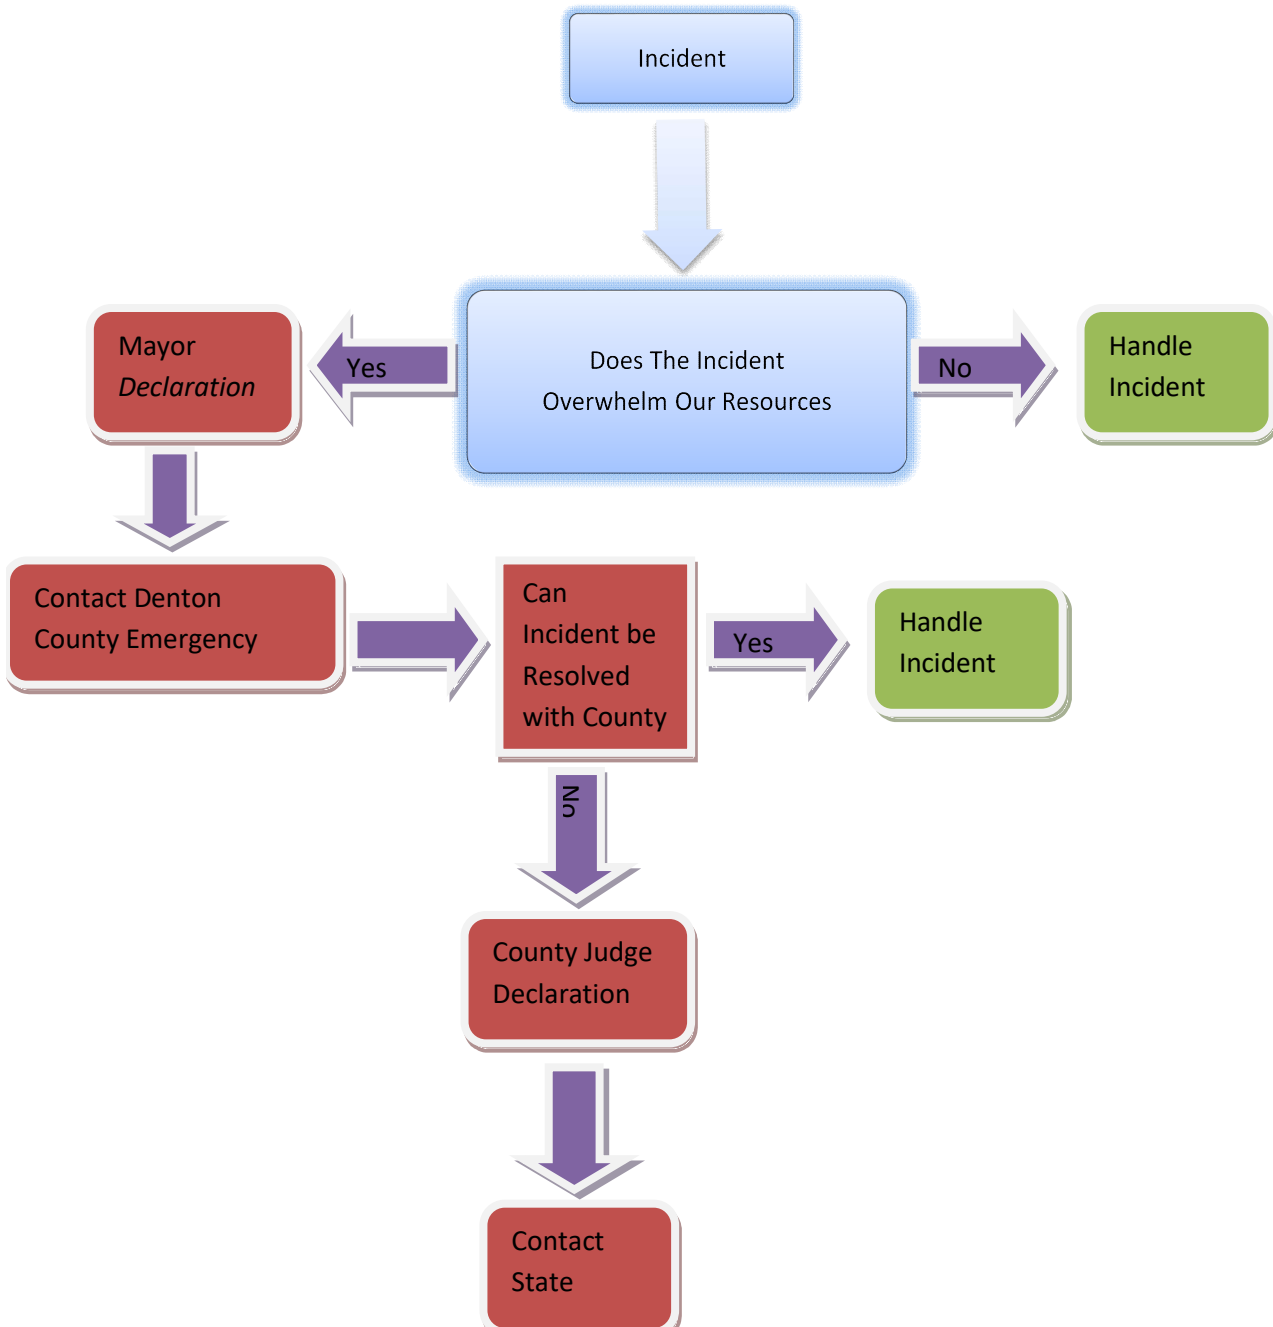 Incident
Does The Incident
Overwhelm Our Resources
Yes
No
Mayor
Declaration
Handle
Incident
Contact Denton
County Emergency
Can
Incident be
Resolved
with County
Yes
Handle
Incident
No
County Judge
Declaration
Contact
State